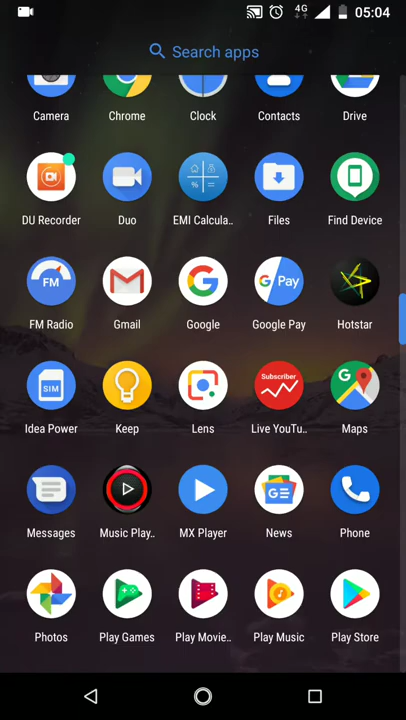 4G 05:04
Search apps
Camera Chrome Clock Contacts Drive
DU Recorder Duo EMI Calcula.. Files Find Device
FM
G Pay
FM Radio Gmail Google Google Pay Hotstar
SIM
Subscriber
G
Idea Power Keep Lens Live YouTu.. Maps
GE
Messages Music Play.. MX Player News Phone
Photos Play Games Play Movie.. Play Music Play Store